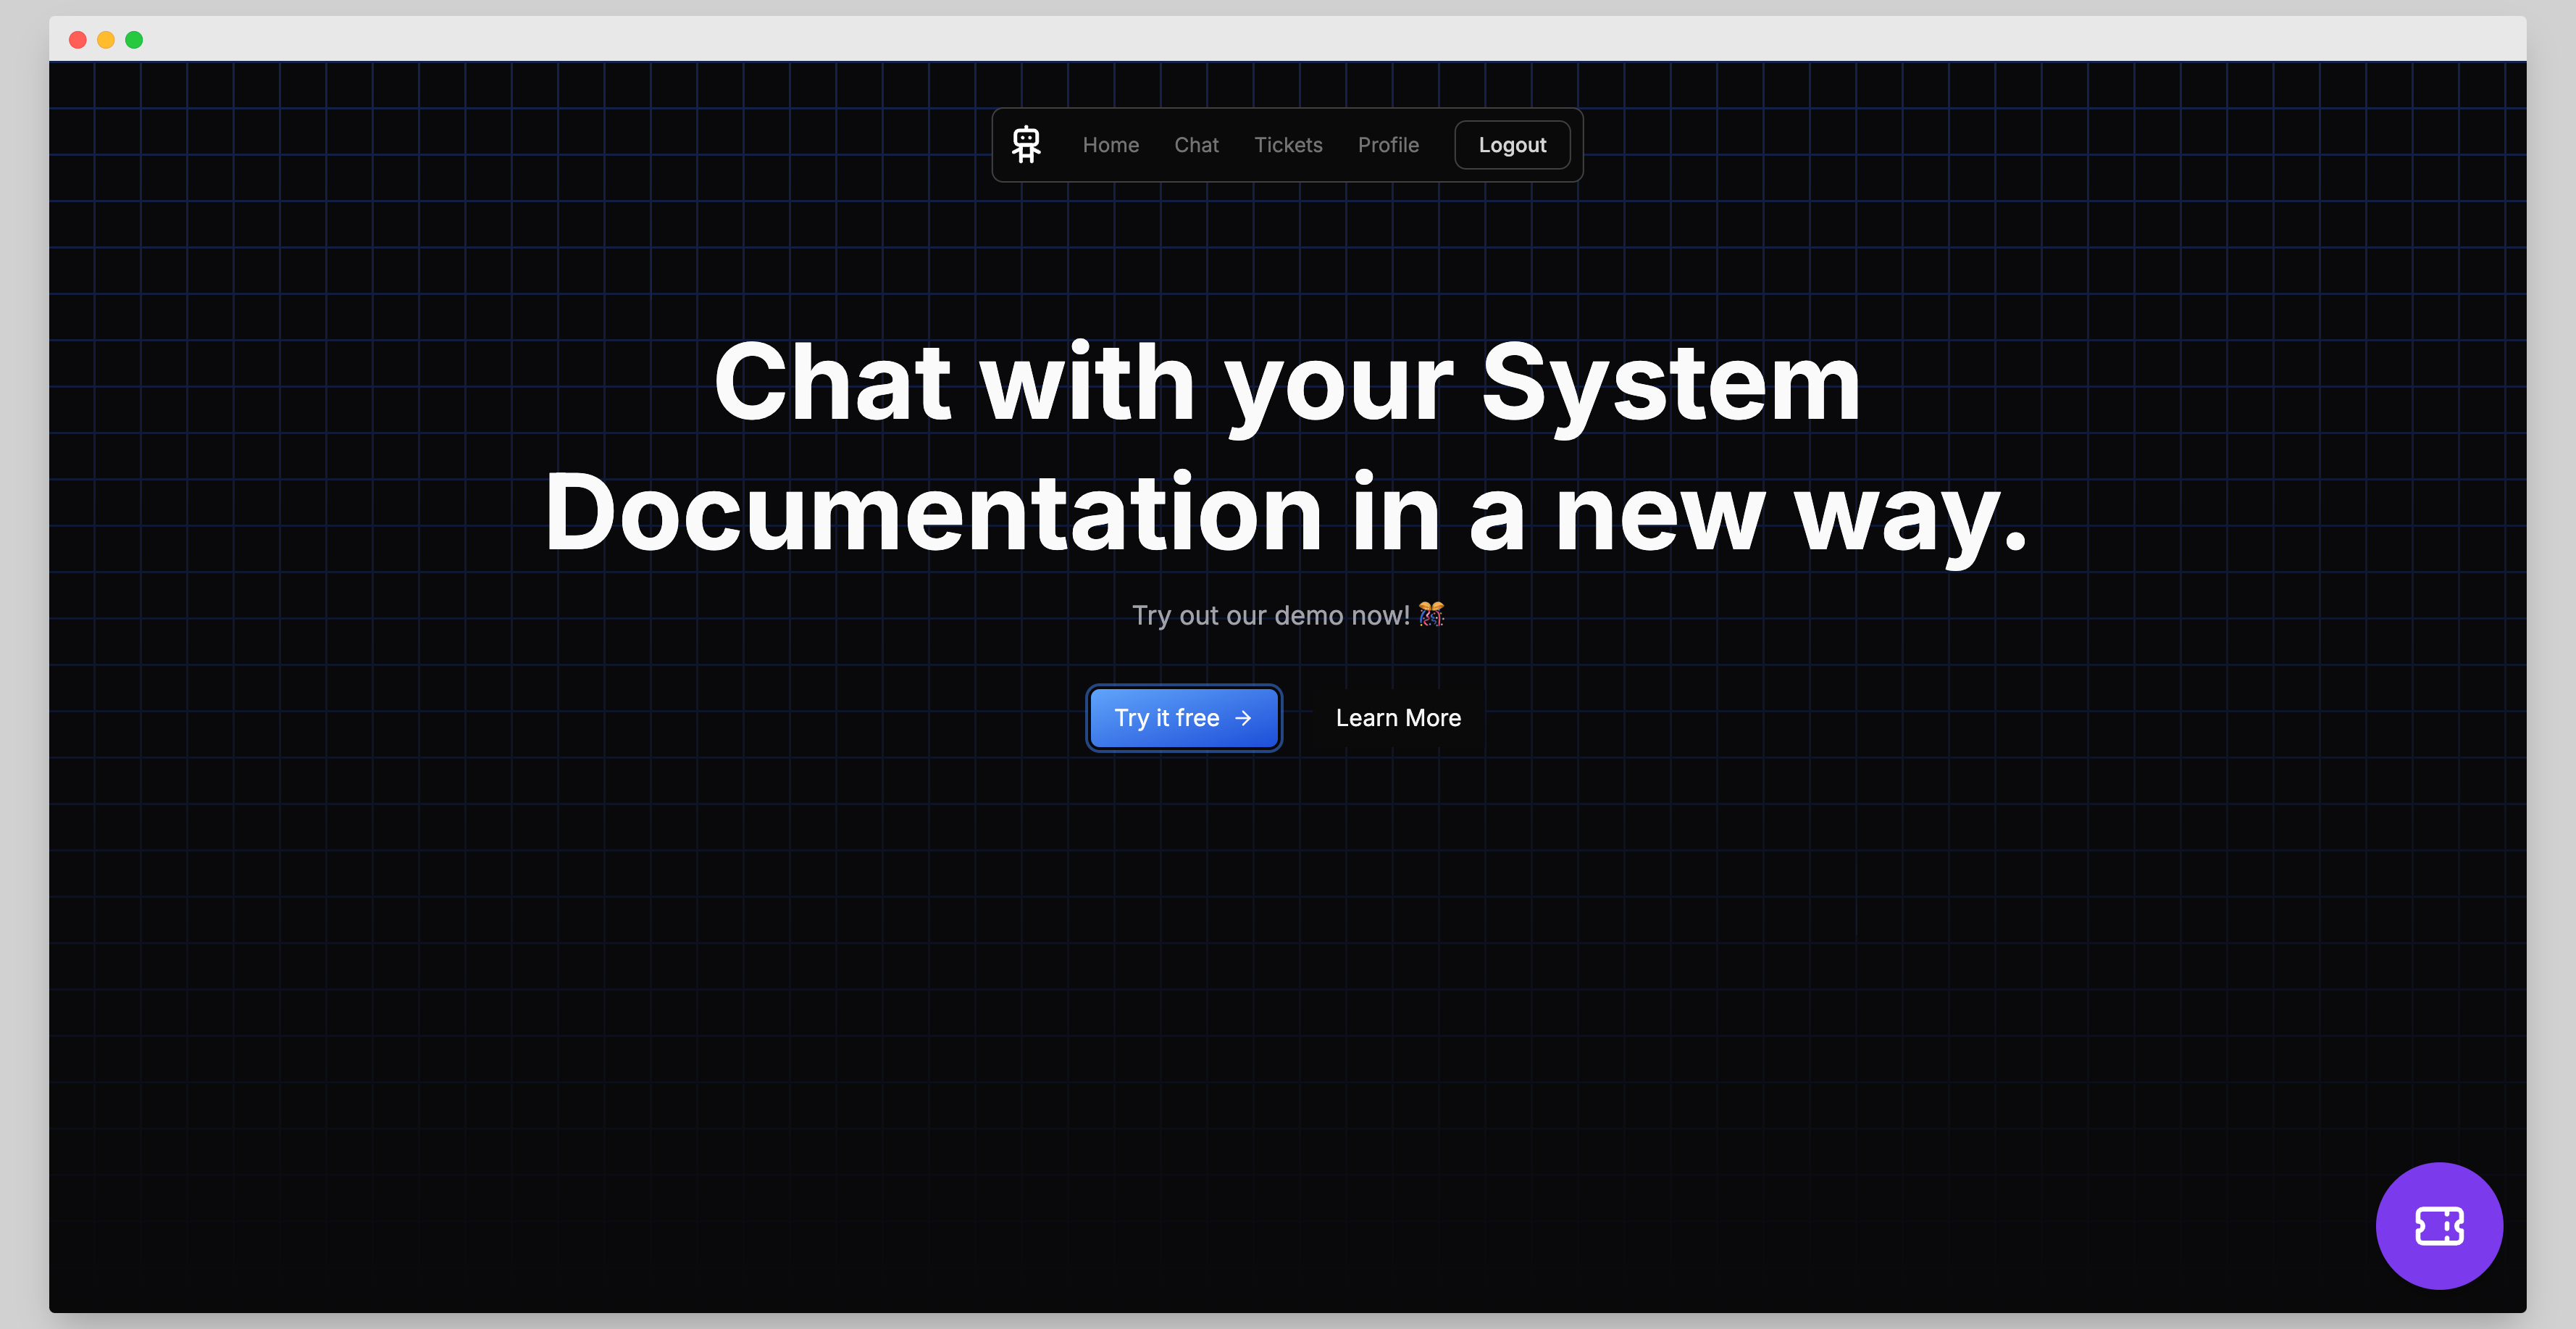 Home Chat Tickets Profile Logout
Chat with your System
Documentation in a new way.
Try out our demo now! 🎊
Try it free → Learn More